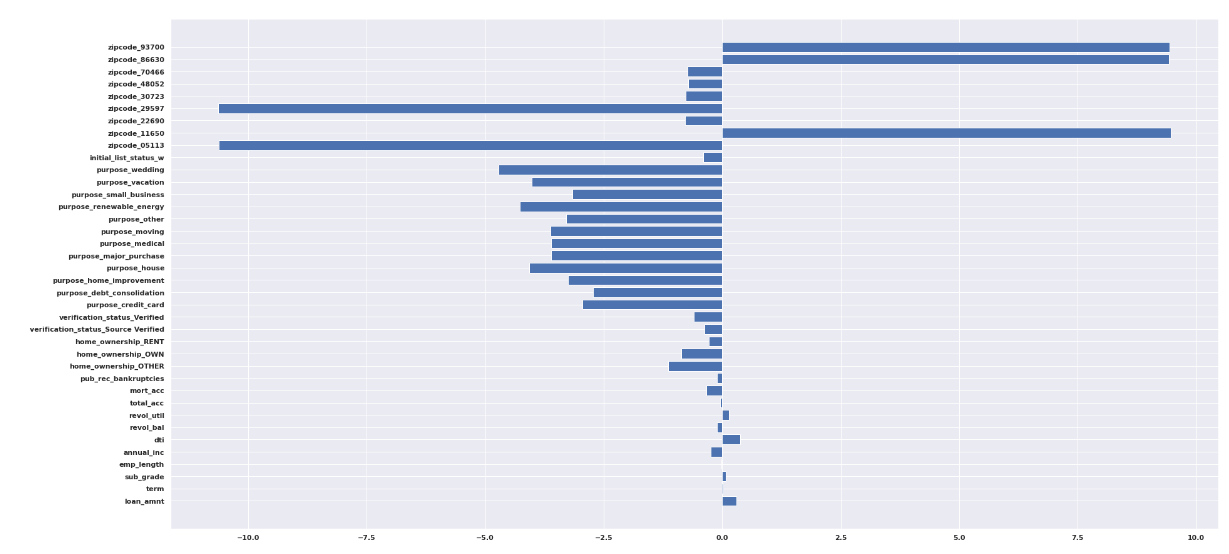 zipcode_93700
zipcode_86630
zipcode_70466
zipcode_48052
zipcode_30723
zipcode_29597
zipcode_22690
zipcode_11650
zipcode_05113
initial_list_status_w
purpose_wedding
purpose_vacation
purpose_small_business
purpose_renewable_energy
purpose_other
purpose_moving
purpose_medical
purpose_major_purchase
purpose_house
purpose_home_improvement
purpose_debt_consolidation
purpose_credit_card
verification_status_Verified
verification_status_Source Verified
home_ownership_RENT
home_ownership_OWN
home_ownership_OTHER
pub_rec_bankruptcies
mort_acc
total_acc
revol_util
revol_bal
dti
annual_inc
emp_length
sub_grade
term
loan_amnt
−10.0 −7.5 −5.0 −2.5 0.0 2.5 5.0 7.5 10.0